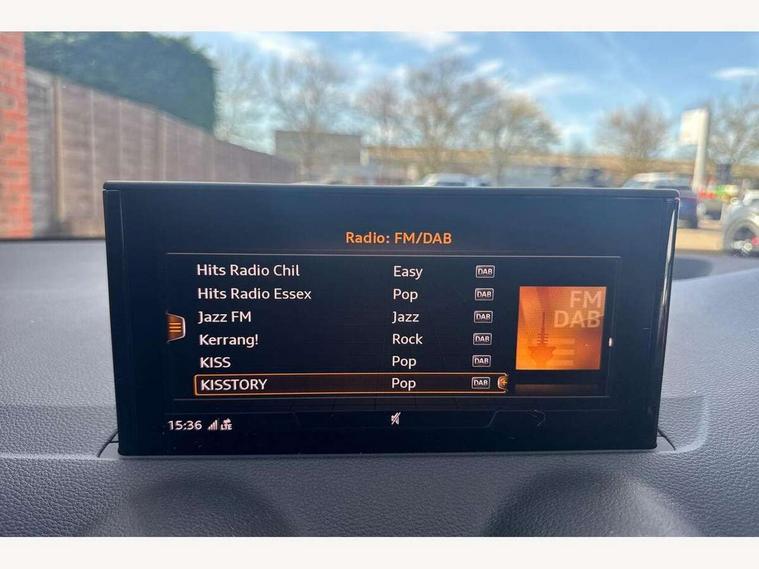 Radio: FM/DAB
Hits Radio Chil Easy DAB
Hits Radio Essex Pop DAB
Jazz FM Jazz DAB
Kerrang! Rock DAB
KISS Pop DAB
KISSTORY Pop DAB
FM
DAB
15:36 LTE